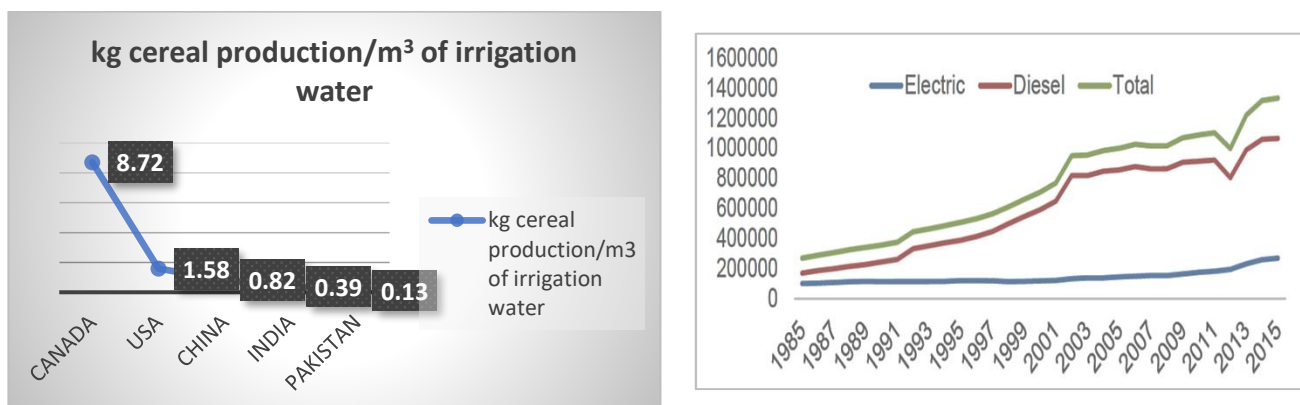 kg cereal production/m³ of irrigation
water
8.72
1.58
0.82
0.39
0.13
kg cereal
production/m3
of irrigation
water
CANADA
USA
CHINA
INDIA
PAKISTAN
1600000
1400000
1200000
1000000
800000
600000
400000
200000
0
Electric Diesel Total
1985
1987
1989
1991
1993
1995
1997
1999
2001
2003
2005
2007
2009
2011
2013
2015